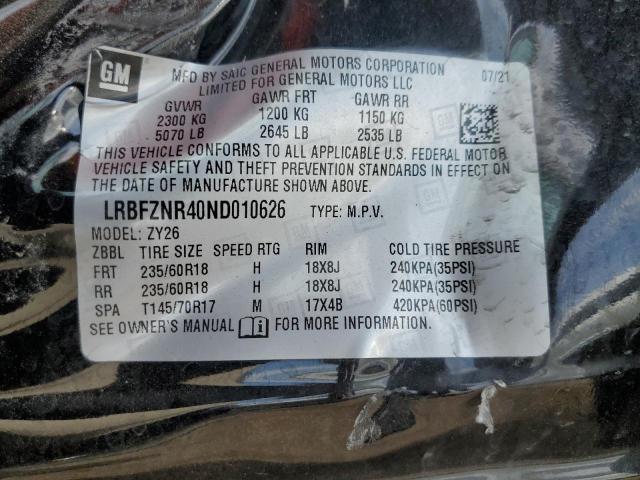 GM
MFD BY SAIC GENERAL MOTORS CORPORATION 07/21
LIMITED FOR GENERAL MOTORS LLC
GVWR GAWR FRT GAWR RR
2300 KG 1200 KG 1150 KG
5070 LB 2645 LB 2535 LB
THIS VEHICLE CONFORMS TO ALL APPLICABLE U.S. FEDERAL MOTOR
VEHICLE SAFETY AND THEFT PREVENTION STANDARDS IN EFFECT ON
THE DATE OF MANUFACTURE SHOWN ABOVE.
LRBFZNR40ND010626 TYPE: M.P.V.
MODEL: ZY26
ZBBL TIRE SIZE SPEED RTG RIM COLD TIRE PRESSURE
FRT 235/60R18 H 18X8J 240KPA(35PSI)
RR 235/60R18 H 18X8J 240KPA(35PSI)
SPA T145/70R17 M 17X4B 420KPA(60PSI)
SEE OWNER'S MANUAL FOR MORE INFORMATION.